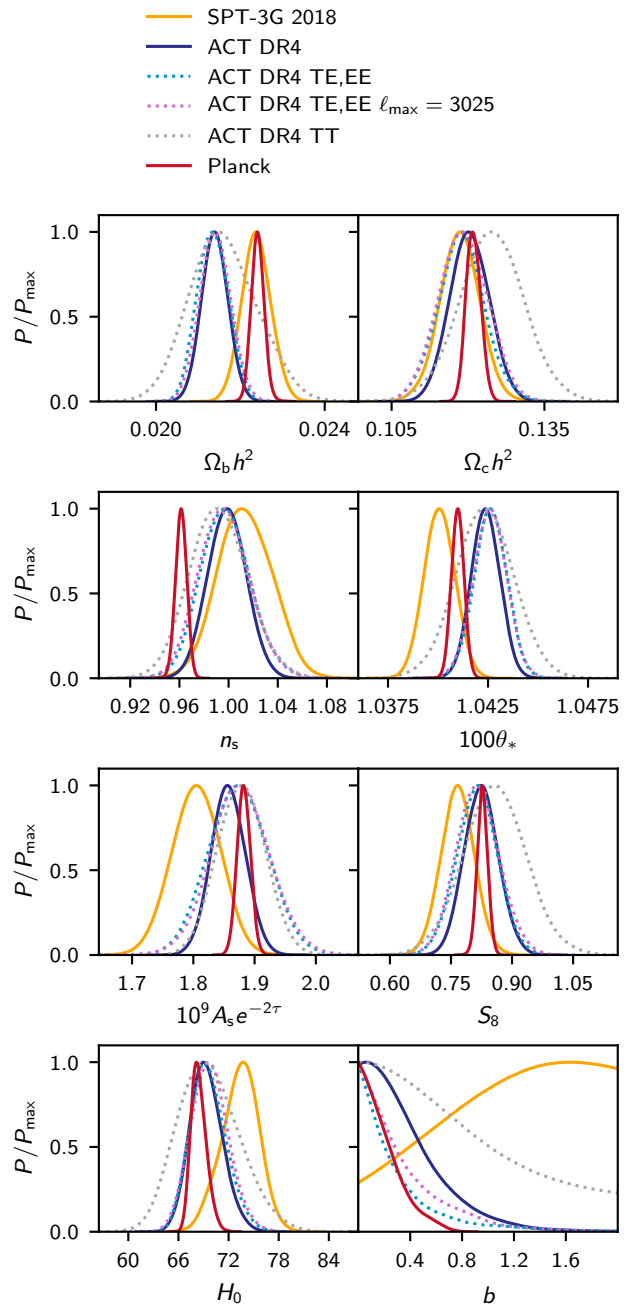 SPT-3G 2018
ACT DR4
ACT DR4 TE,EE
ACT DR4 TE,EE ℓmax = 3025
ACT DR4 TT
Planck
1.0
0.5
0.0
P/Pmax
0.020 0.024
Ωbh²
0.105 0.135
Ωch²
1.0
0.5
0.0
P/Pmax
0.92 0.96 1.00 1.04 1.08
ns
1.0375 1.0425 1.0475
100θ*
1.0
0.5
0.0
P/Pmax
1.7 1.8 1.9 2.0
10⁹Ase⁻²τ
0.60 0.75 0.90 1.05
S8
1.0
0.5
0.0
P/Pmax
60 66 72 78 84
H0
0.4 0.8 1.2 1.6
b